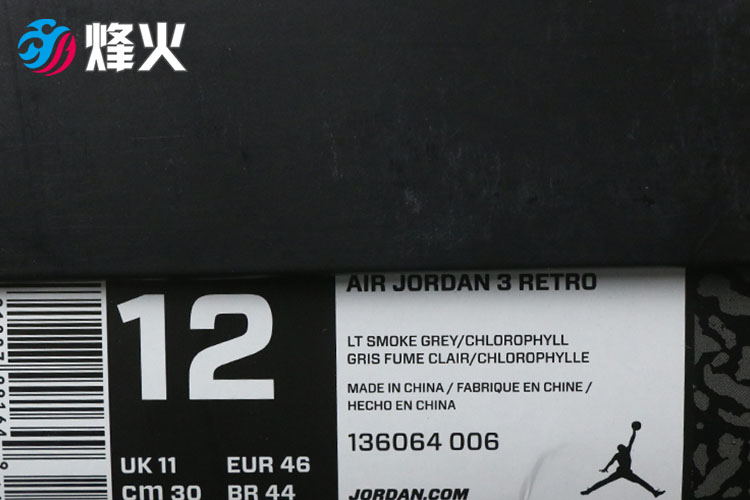 烽火
AIR JORDAN 3 RETRO
12
LT SMOKE GREY/CHLOROPHYLL
GRIS FUME CLAIR/CHLOROPHYLLE
MADE IN CHINA / FABRIQUE EN CHINE /
HECHO EN CHINA
136064 006
UK 11 EUR 46
cm 30 BR 44
JORDAN.COM